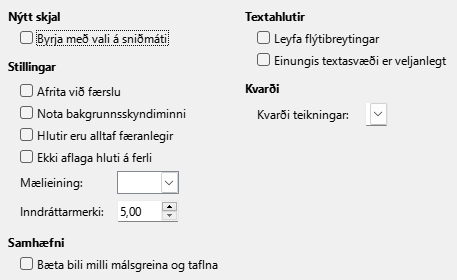 Nýtt skjal
Byrja með vali á sniðmáti
Stillingar
Afrita við færslu
Nota bakgrunnsskyndiminni
Hlutir eru alltaf færanlegir
Ekki aflaga hluti á ferli
Mælieining:
Inndráttarmerki: 5,00
Samhæfni
Bæta bili milli málsgreina og taflna
Textahlutir
Leyfa flýtibreytingar
Einungis textasvæði er veljanlegt
Kvarði
Kvarði teikningar: